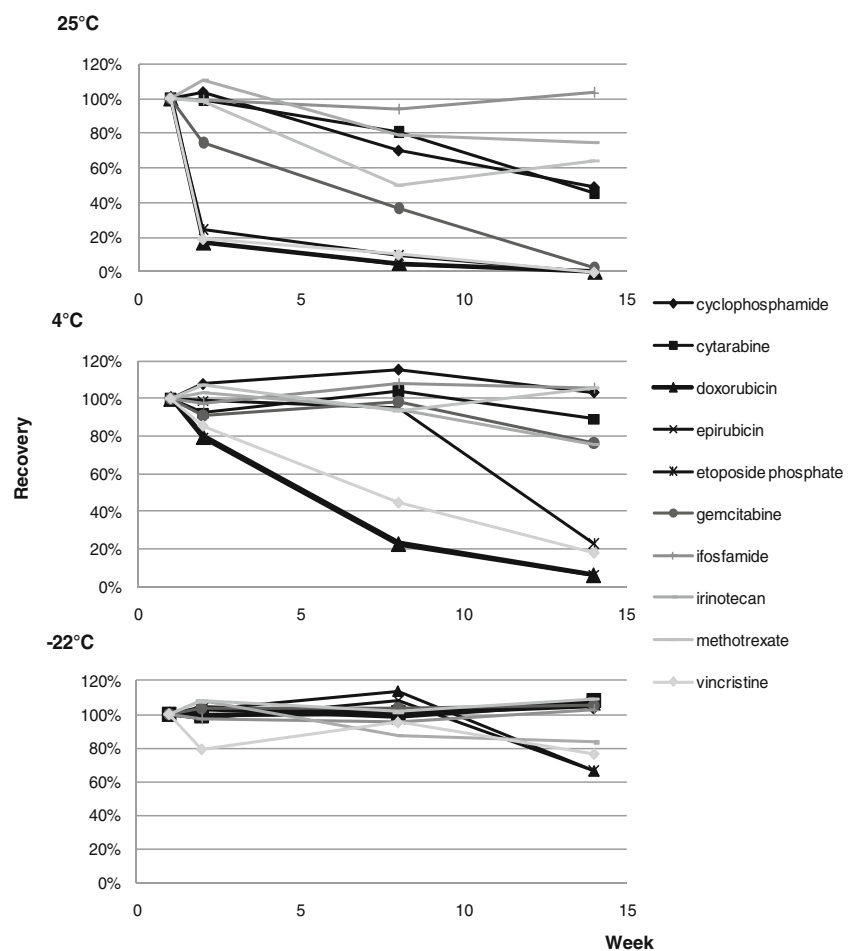 25°C
120%
100%
80%
60%
40%
20%
0%
0 5 10 15
4°C
120%
100%
80%
60%
40%
20%
0%
0 5 10 15
Recovery
-22°C
120%
100%
80%
60%
40%
20%
0%
0 5 10 15
Week
cyclophosphamide
cytarabine
doxorubicin
epirubicin
etoposide phosphate
gemcitabine
ifosfamide
irinotecan
methotrexate
vincristine